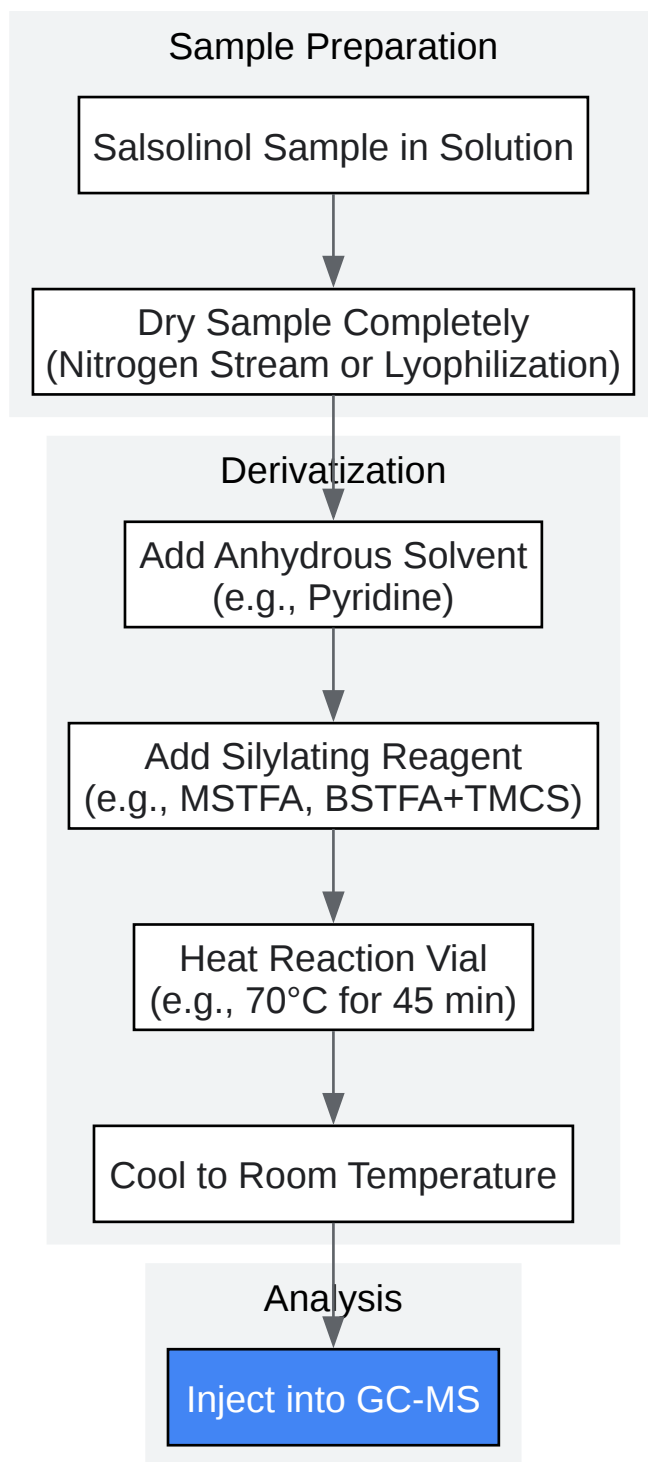 Sample Preparation
Salsolinol Sample in Solution
Dry Sample Completely
(Nitrogen Stream or Lyophilization)
Derivatization
Add Anhydrous Solvent
(e.g., Pyridine)
Add Silylating Reagent
(e.g., MSTFA, BSTFA+TMCS)
Heat Reaction Vial
(e.g., 70°C for 45 min)
Cool to Room Temperature
Analysis
Inject into GC-MS